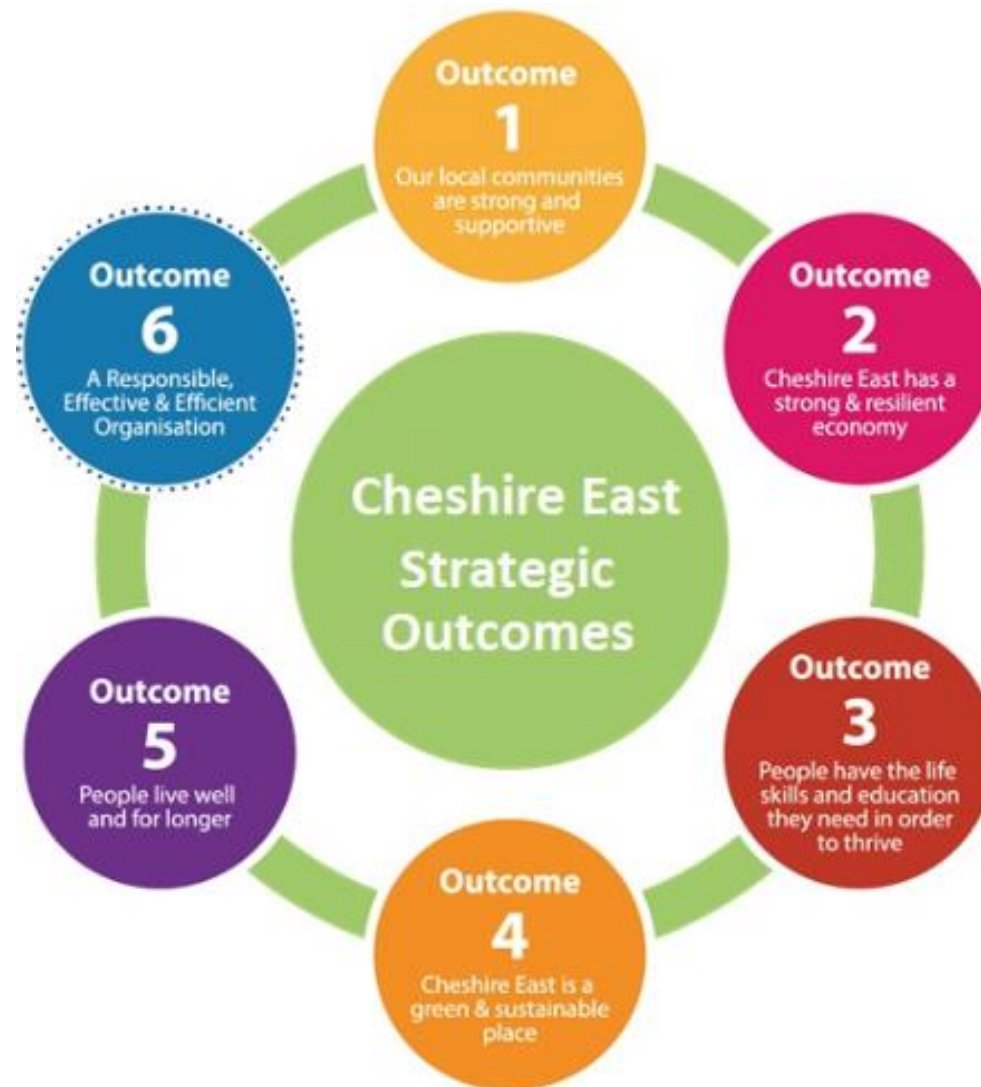 Outcome
1
Our local communities
are strong and
supportive
Outcome
2
Cheshire East has a
strong & resilient
economy
Outcome
3
People have the life
skills and education
they need in order
to thrive
Outcome
4
Cheshire East is a
green & sustainable
place
Outcome
5
People live well
and for longer
Outcome
6
A Responsible,
Effective & Efficient
Organisation
Cheshire East
Strategic
Outcomes